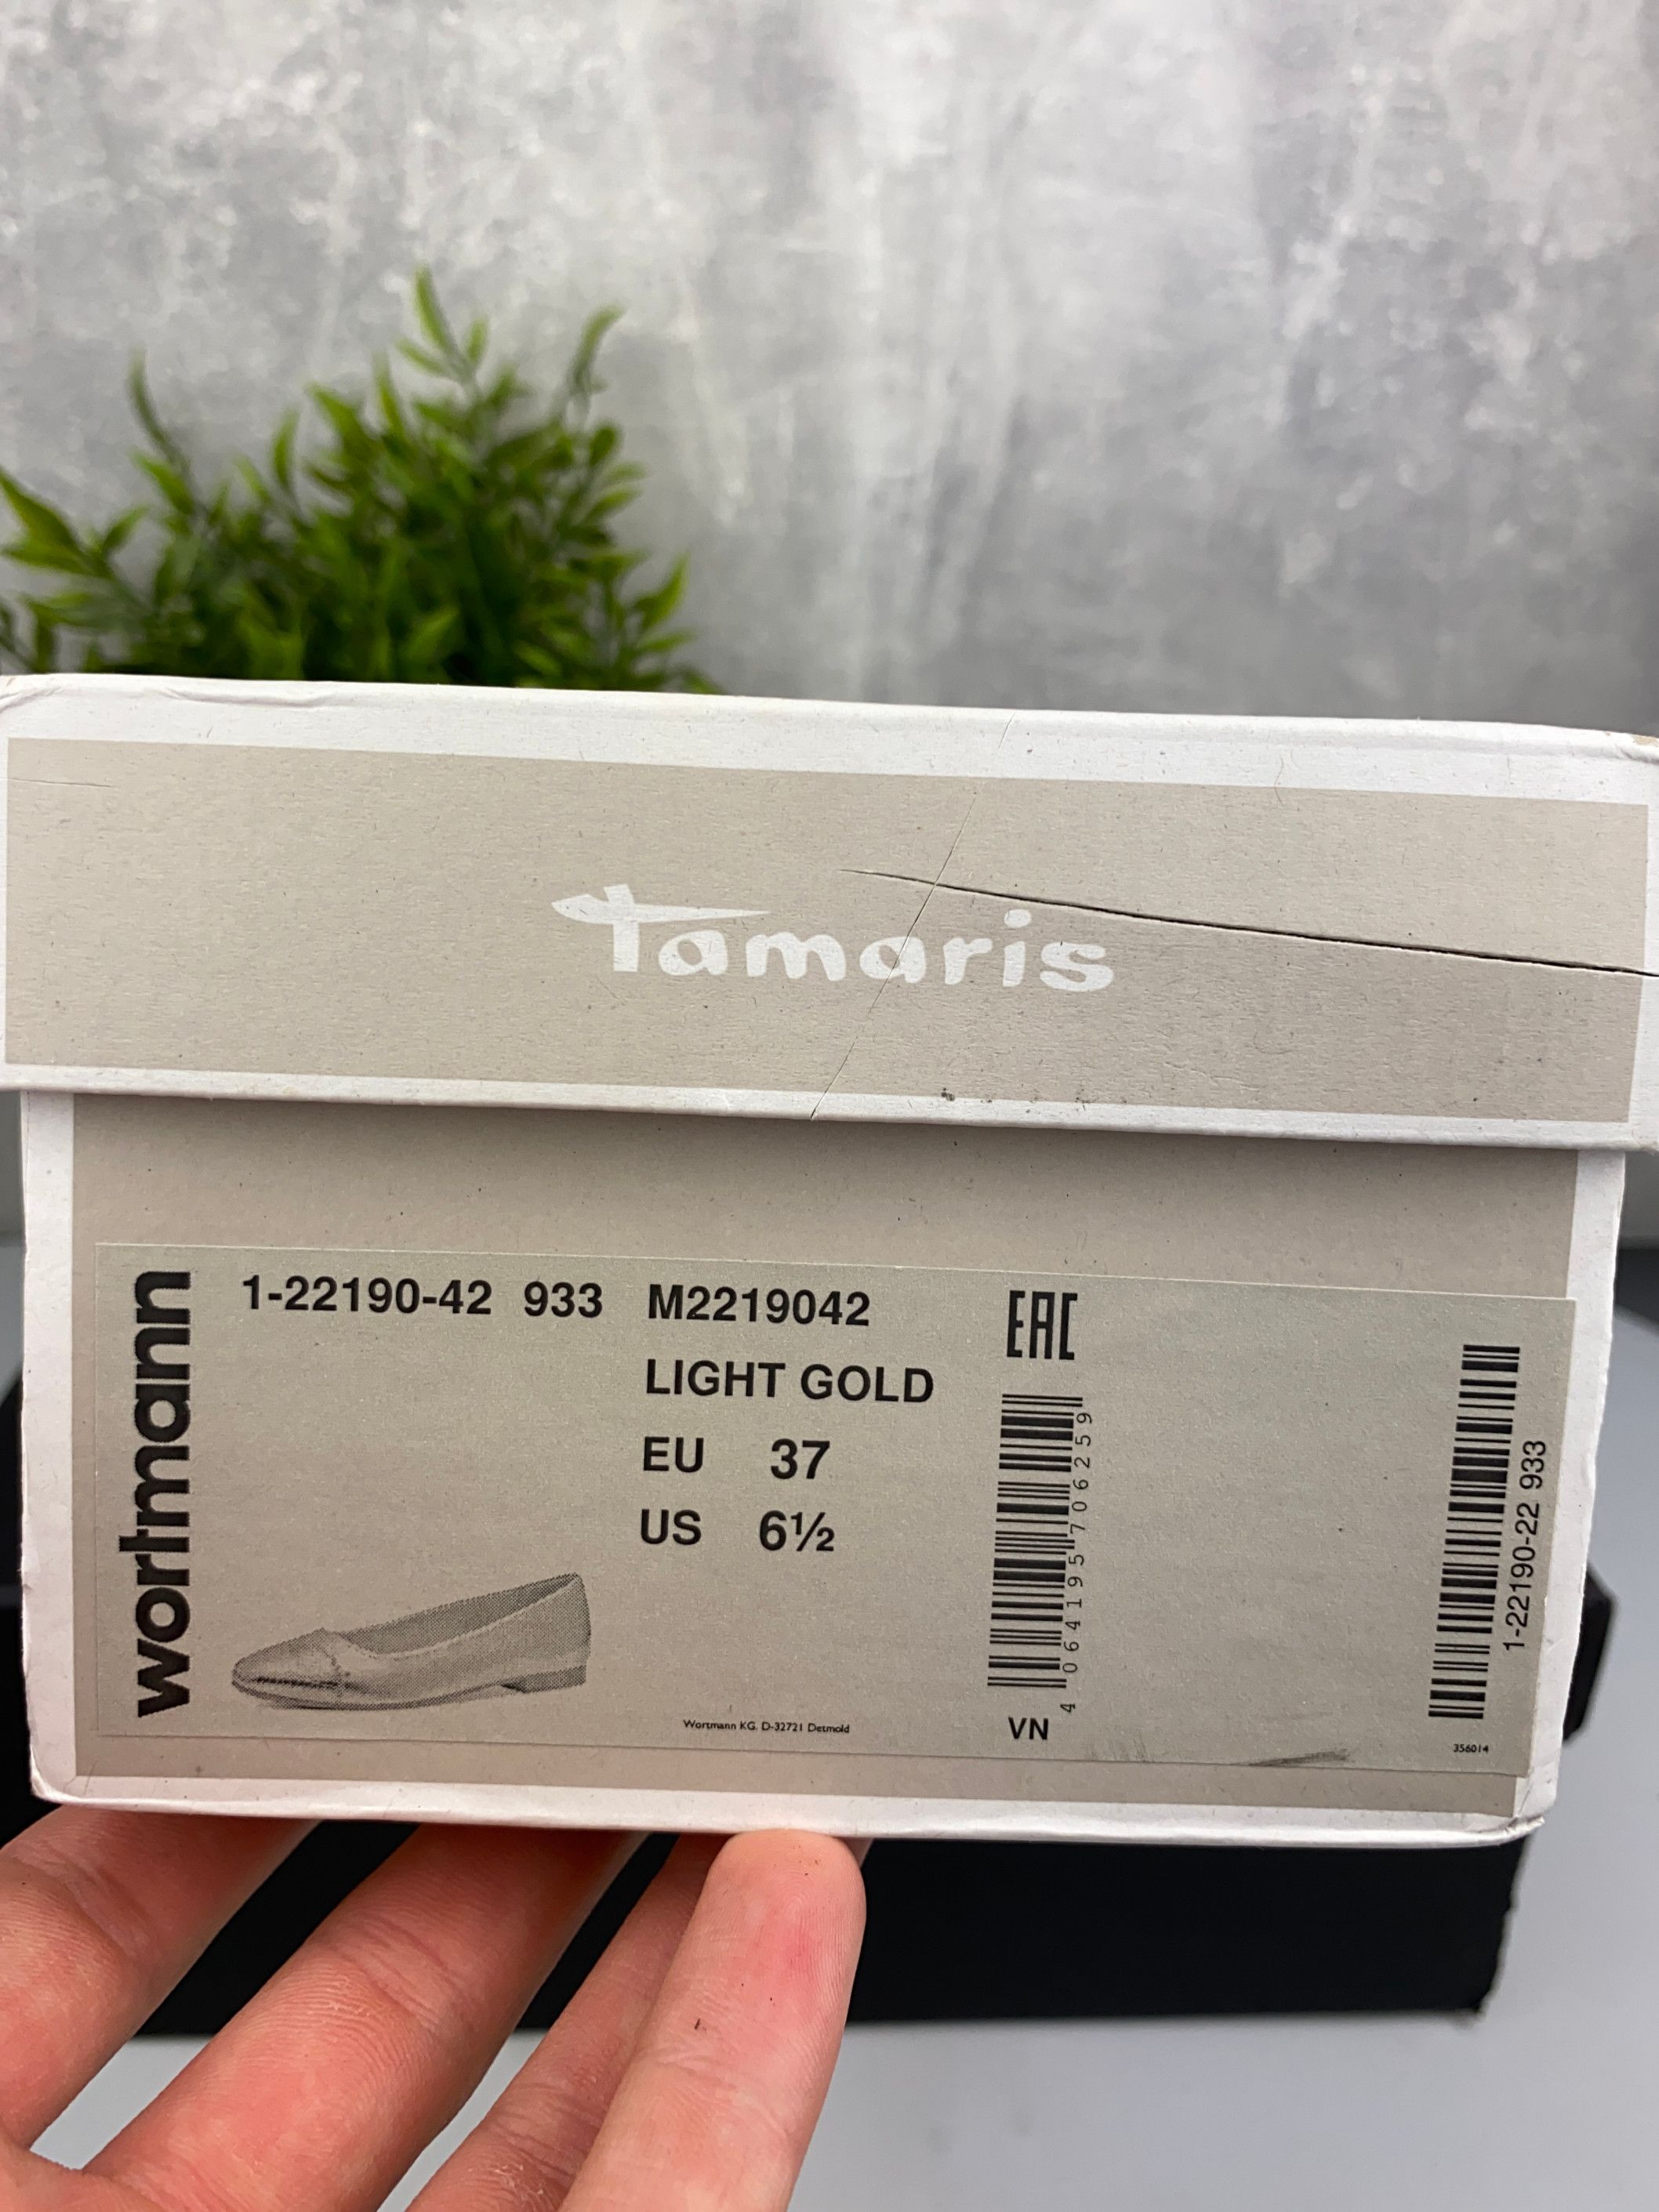 Tamaris
wortmann
1-22190-42 933 M2219042
LIGHT GOLD
EU 37
US 6½
EAC
4 064195 706259
VN
Wortmann KG. D-32721 Detmold
1-22190-22 933
356014